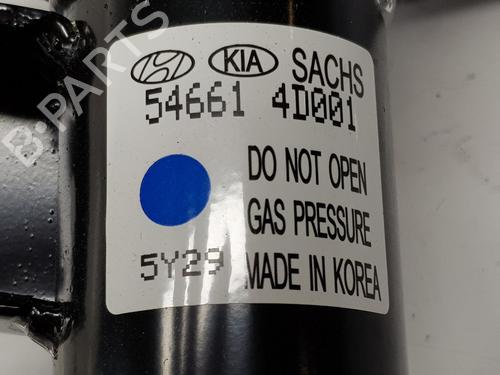 KIA SACHS
54661 4D001
DO NOT OPEN
GAS PRESSURE
5Y29 MADE IN KOREA
B-PARTS